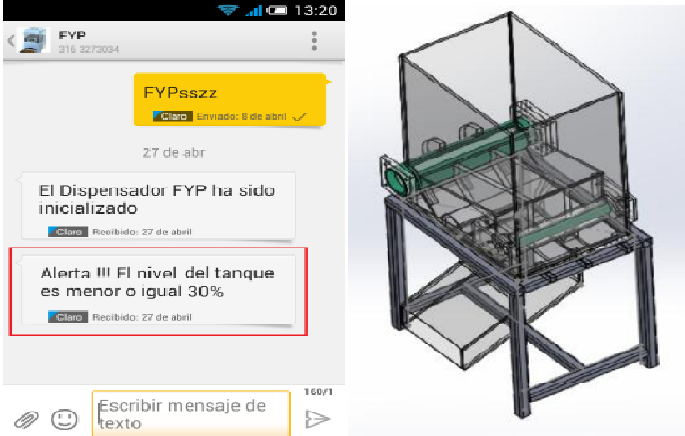 13:20
FYP
316 3273034
FYPsszz
Claro Enviado: 8 de abril
27 de abr
El Dispensador FYP ha sido
inicializado
Claro Recibido: 27 de abril
Alerta !!! El nivel del tanque
es menor o igual 30%
Claro Recibido: 27 de abril
160/1
Escribir mensaje de
texto